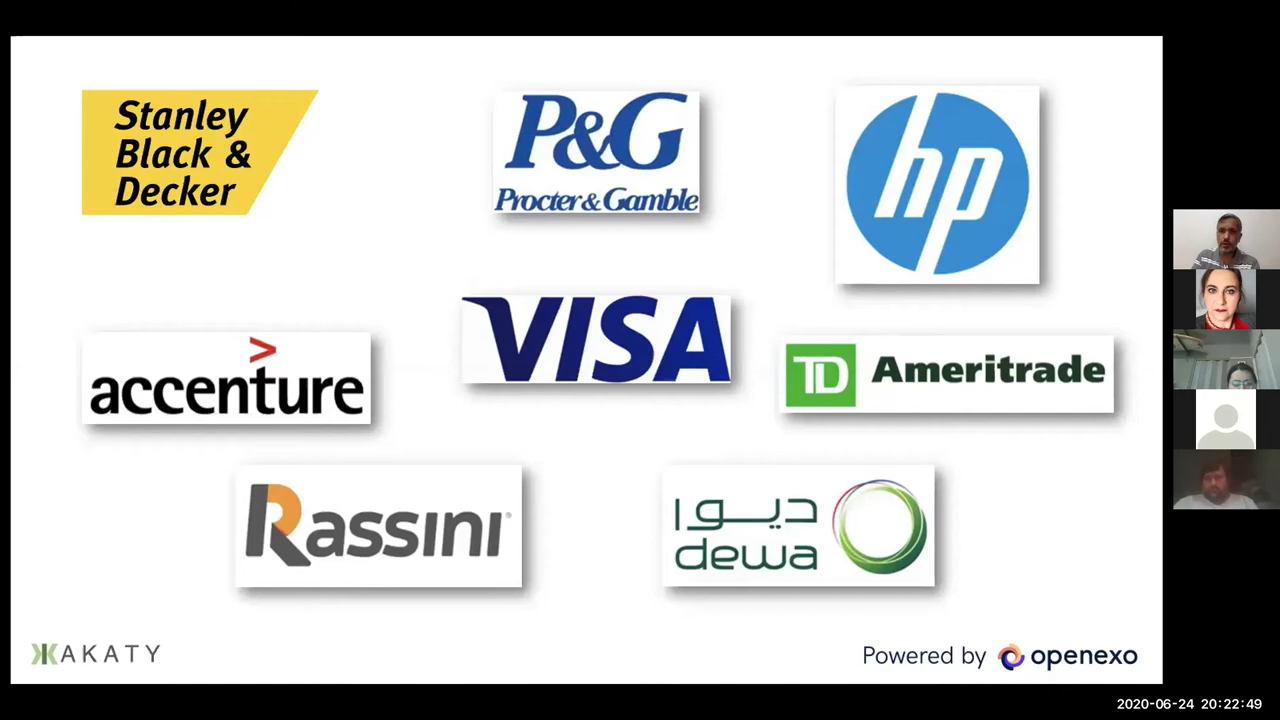 Stanley
Black &
Decker
P&G
Procter & Gamble
hp
accenture
VISA
TD Ameritrade
Rassini®
ديوا
dewa
AKATY
Powered by openexo
2020-06-24 20:22:49